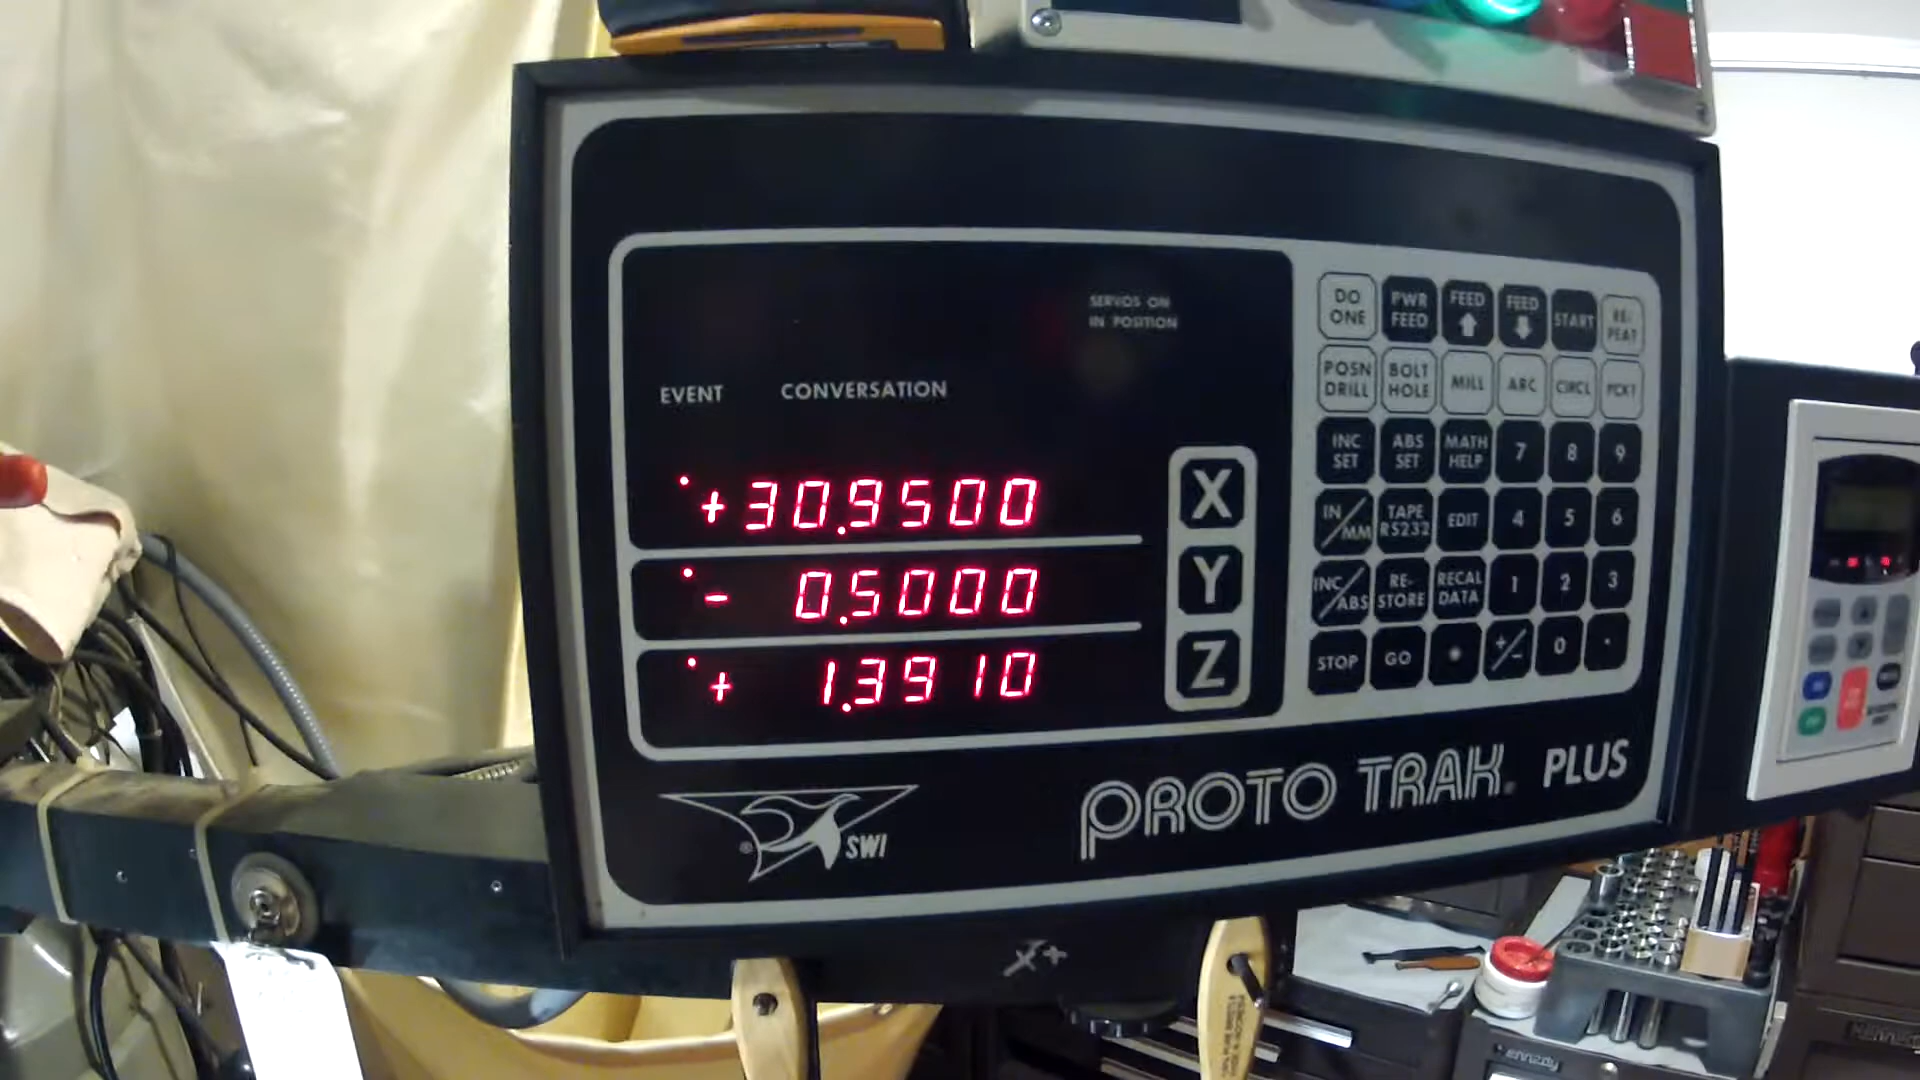 SERVOS ON
IN POSITION
EVENT CONVERSATION
+30.9500
- 0.5000
+ 1.3910
X
Y
Z
DO ONE
PWR FEED
FEED
FEED
START
RE-PEAT
POSN DRILL
BOLT HOLE
MILL
ARC
CIRCL
PCKT
INC SET
ABS SET
MATH HELP
7
8
9
IN/MM
TAPE RS232
EDIT
4
5
6
INC/ABS
RE-STORE
RECAL DATA
1
2
3
STOP
GO
+/-
0
.
® SWI
PROTO TRAK® PLUS
X+
Kennedy